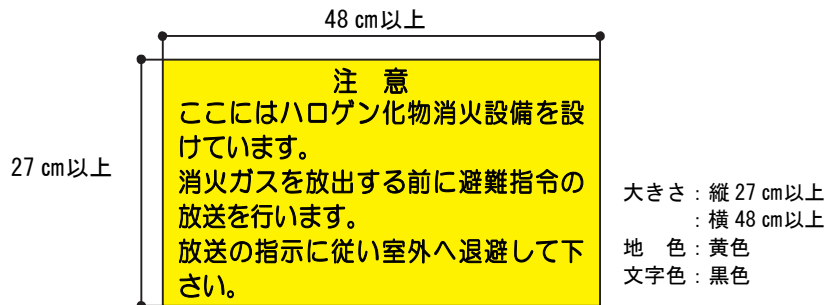 48 cm以上
27 cm以上
注　意
ここにはハロゲン化物消火設備を設
けています。
消火ガスを放出する前に避難指令の
放送を行います。
放送の指示に従い室外へ退避して下
さい。
大きさ：縦 27 cm以上
：横 48 cm以上
地　色：黄色
文字色：黒色